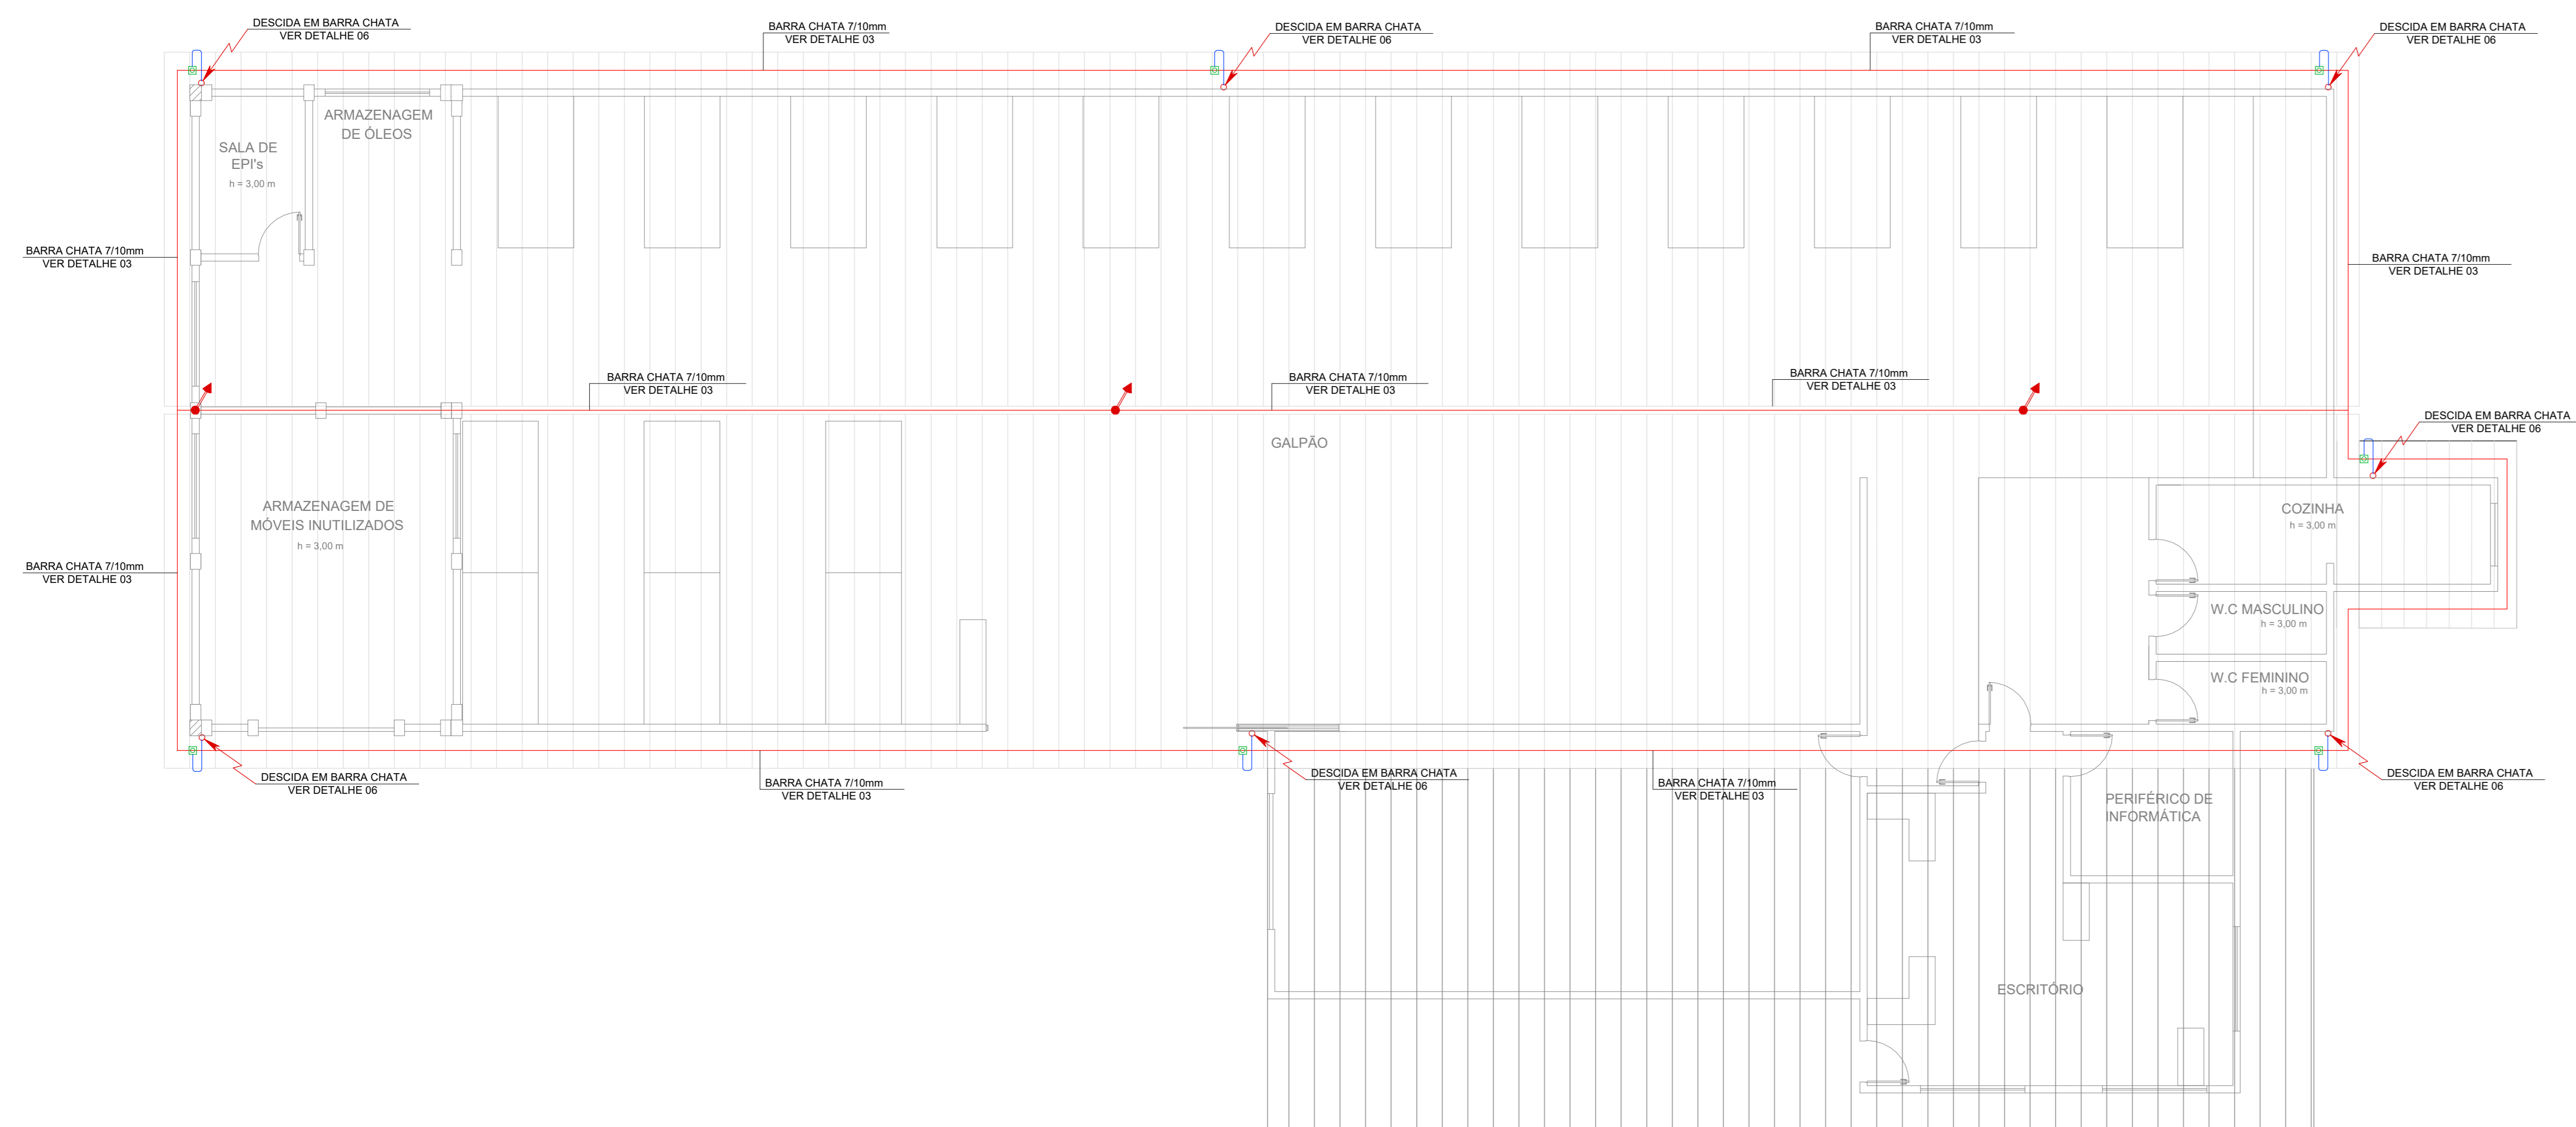 DESCIDA EM BARRA CHATA
VER DETALHE 06
BARRA CHATA 7/10mm
VER DETALHE 03
DESCIDA EM BARRA CHATA
VER DETALHE 06
BARRA CHATA 7/10mm
VER DETALHE 03
DESCIDA EM BARRA CHATA
VER DETALHE 06
ARMAZENAGEM
DE ÓLEOS
SALA DE
EPI's
h = 3,00 m
BARRA CHATA 7/10mm
VER DETALHE 03
BARRA CHATA 7/10mm
VER DETALHE 03
BARRA CHATA 7/10mm
VER DETALHE 03
BARRA CHATA 7/10mm
VER DETALHE 03
BARRA CHATA 7/10mm
VER DETALHE 03
DESCIDA EM BARRA CHATA
VER DETALHE 06
GALPÃO
ARMAZENAGEM DE
MÓVEIS INUTILIZADOS
h = 3,00 m
COZINHA
h = 3,00 m
BARRA CHATA 7/10mm
VER DETALHE 03
W.C MASCULINO
h = 3,00 m
W.C FEMININO
h = 3,00 m
DESCIDA EM BARRA CHATA
VER DETALHE 06
BARRA CHATA 7/10mm
VER DETALHE 03
DESCIDA EM BARRA CHATA
VER DETALHE 06
BARRA CHATA 7/10mm
VER DETALHE 03
DESCIDA EM BARRA CHATA
VER DETALHE 06
PERIFÉRICO DE
INFORMÁTICA
ESCRITÓRIO